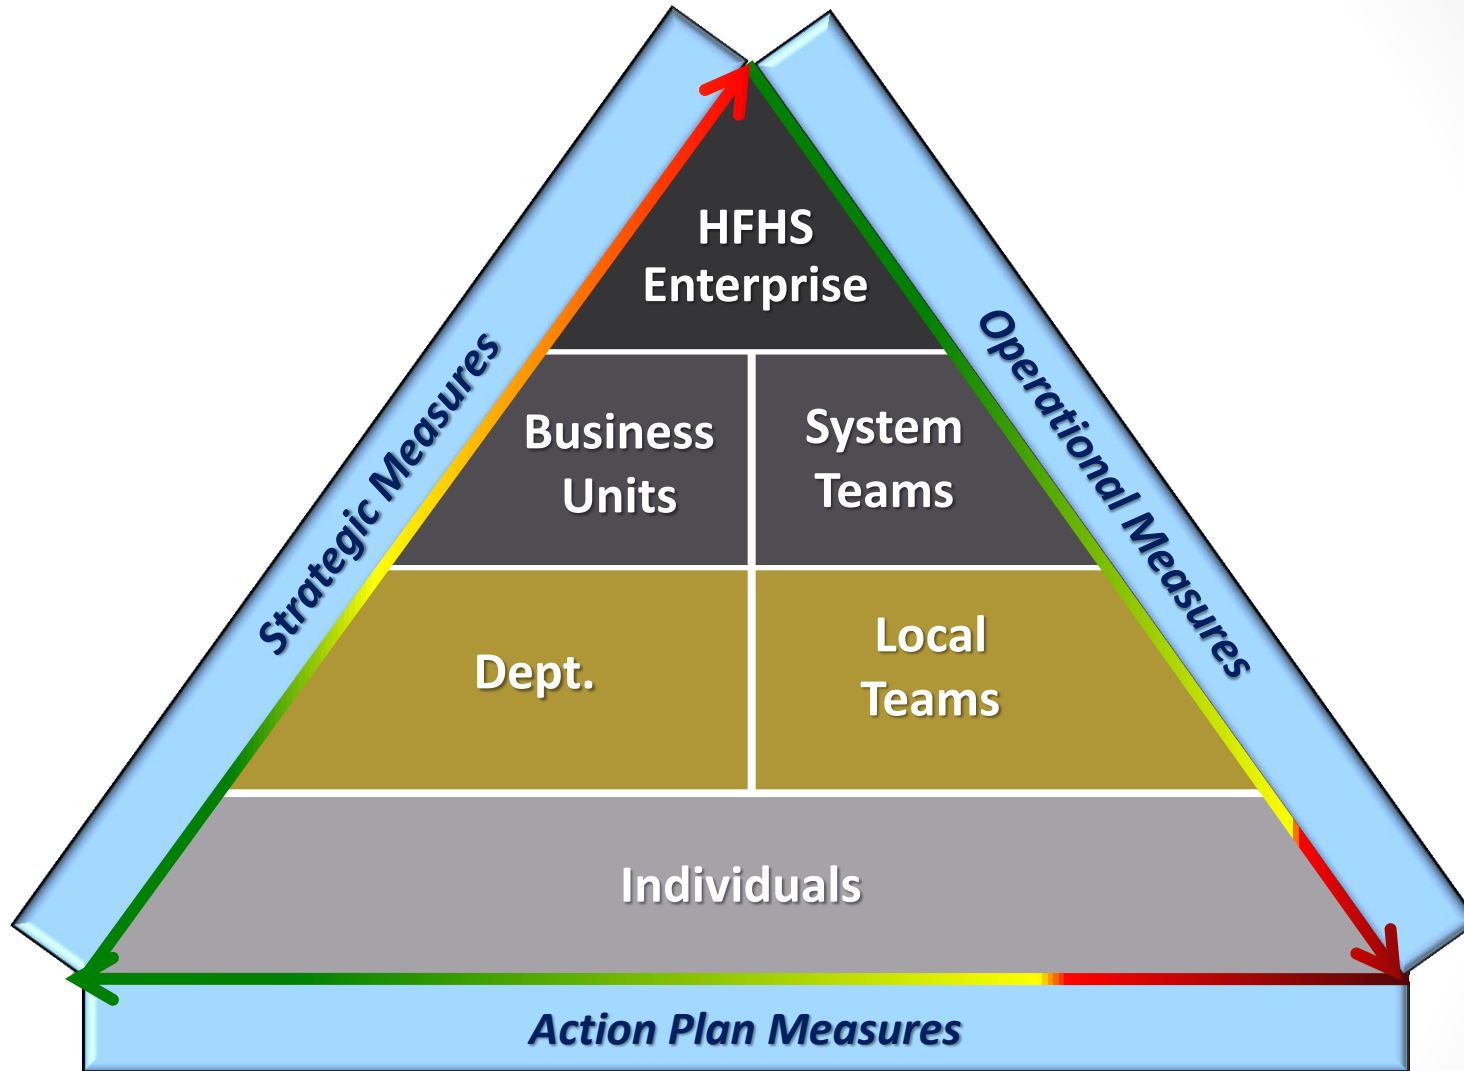 HFHS
Enterprise
Strategic Measures
Operational Measures
Business
Units
System
Teams
Dept.
Local
Teams
Individuals
Action Plan Measures